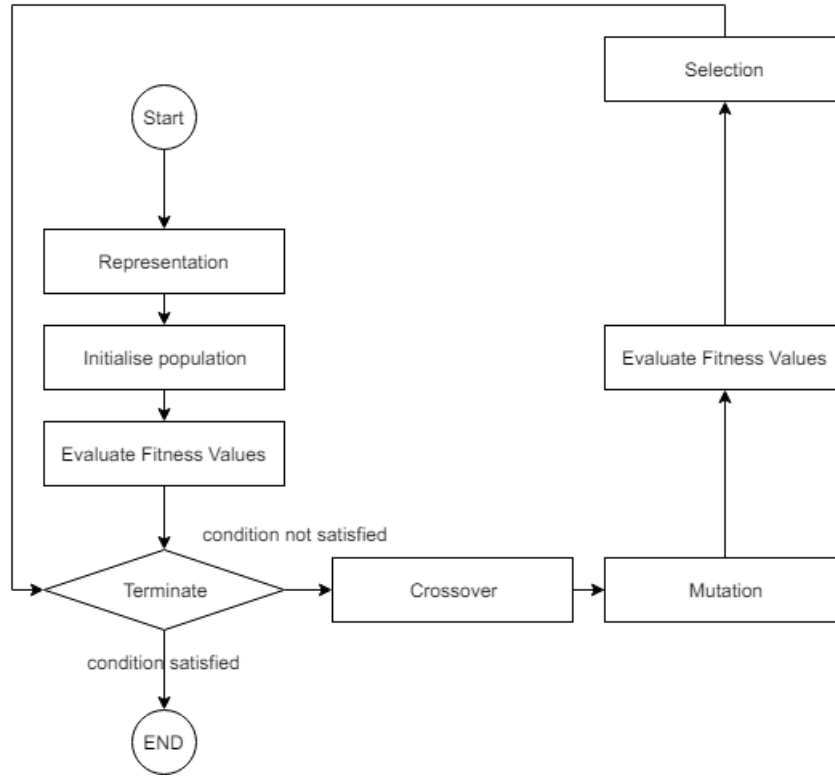 Selection
Start
Representation
Initialise population
Evaluate Fitness Values
Evaluate Fitness Values
condition not satisfied
Terminate
Crossover
Mutation
condition satisfied
END